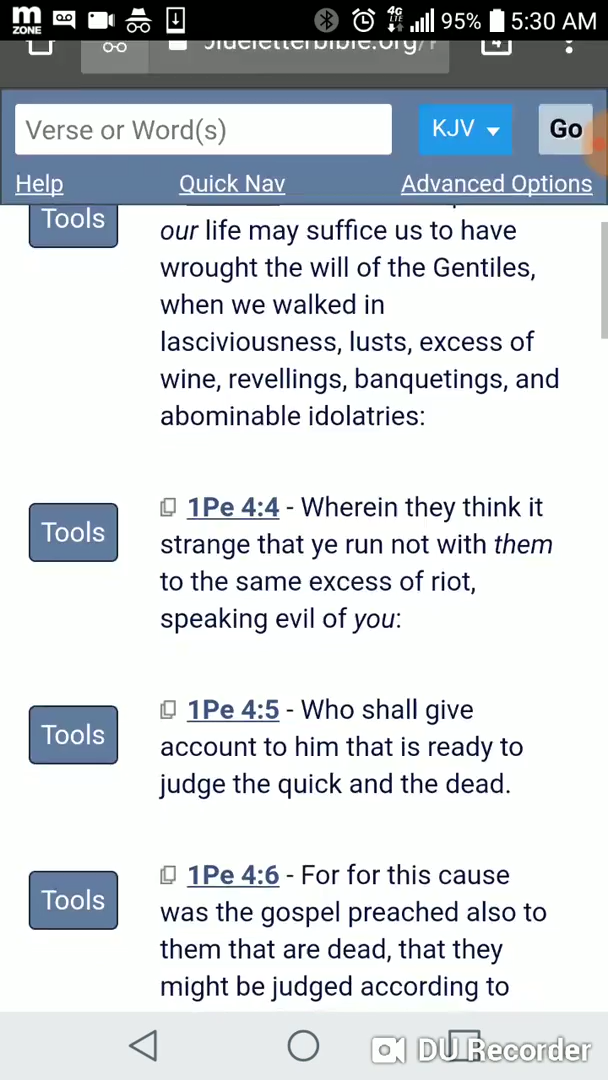 m
ZONE
4G
LTE
95%
5:30 AM
blueletterbible.org/
4
Verse or Word(s)
KJV
Go
Help
Quick Nav
Advanced Options
Tools
our life may suffice us to have
wrought the will of the Gentiles,
when we walked in
lasciviousness, lusts, excess of
wine, revellings, banquetings, and
abominable idolatries:
Tools
1Pe 4:4 - Wherein they think it
strange that ye run not with them
to the same excess of riot,
speaking evil of you:
Tools
1Pe 4:5 - Who shall give
account to him that is ready to
judge the quick and the dead.
Tools
1Pe 4:6 - For for this cause
was the gospel preached also to
them that are dead, that they
might be judged according to
DU Recorder